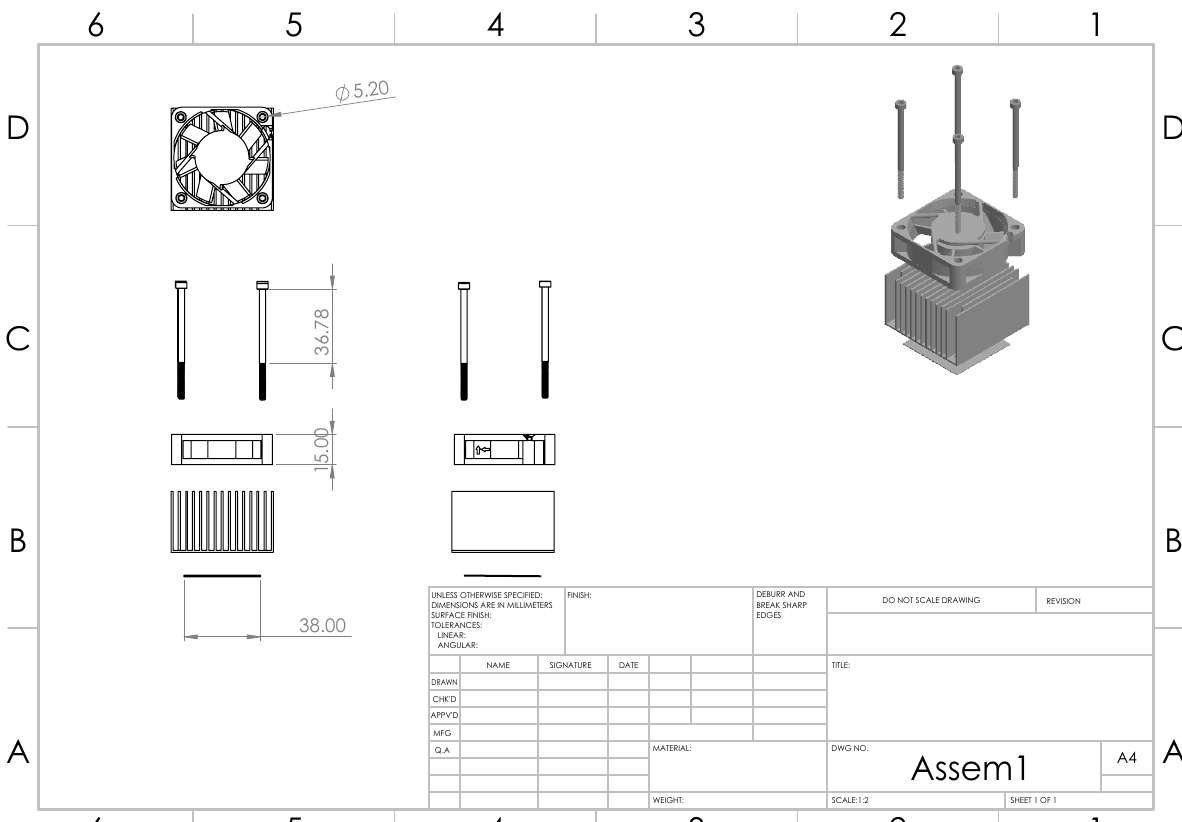 6 5 4 3 2 1
D D
⌀5.20
C C
36.78
15.00
B B
38.00
UNLESS OTHERWISE SPECIFIED:
DIMENSIONS ARE IN MILLIMETERS
SURFACE FINISH:
TOLERANCES:
LINEAR:
ANGULAR:
FINISH:
DEBURR AND
BREAK SHARP
EDGES
DO NOT SCALE DRAWING
REVISION
NAME SIGNATURE DATE
TITLE:
DRAWN
CHK'D
APPV'D
MFG
Q.A
MATERIAL:
DWG NO.
Assem1
A4
A A
WEIGHT:
SCALE:1:2
SHEET 1 OF 1